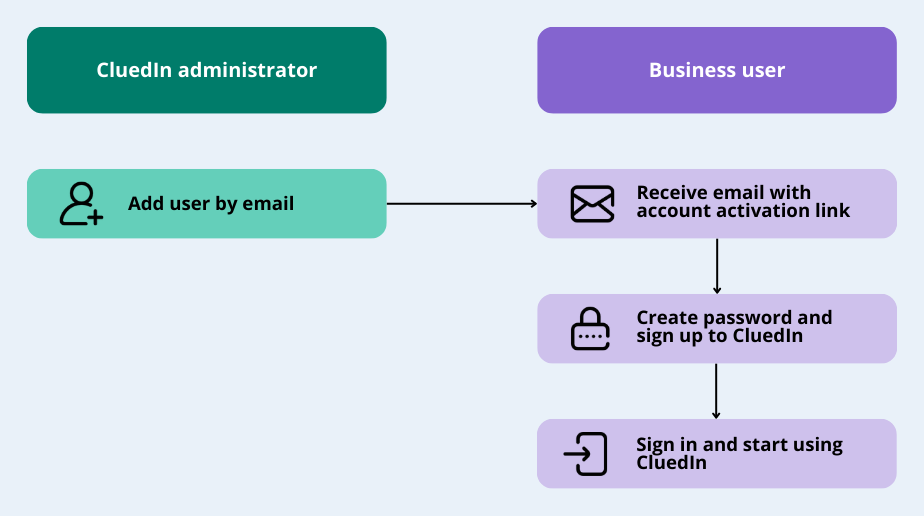 CluedIn administrator
Business user
Add user by email
Receive email with
account activation link
Create password and
sign up to CluedIn
Sign in and start using
CluedIn